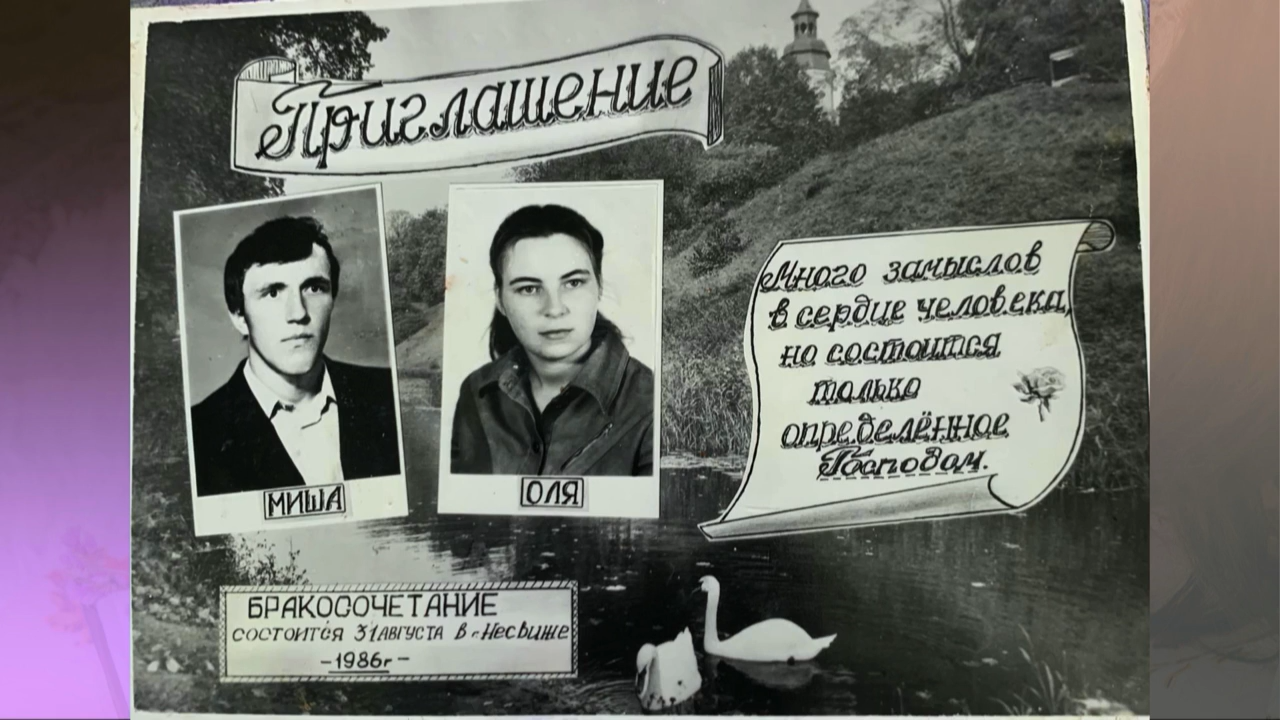 Приглашение
МИША
ОЛЯ
Много замыслов
в сердце человека,
но состоится
только
определённое
Господом.
БРАКОСОЧЕТАНИЕ
СОСТОИТСЯ 31 АВГУСТА В г. НЕСВИЖЕ
-1986г-